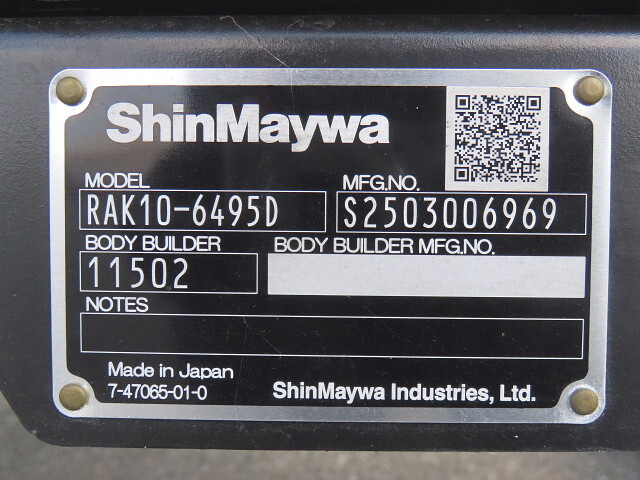 ShinMaywa
MODEL MFG.NO.
RAK10-6495D S2503006969
BODY BUILDER BODY BUILDER MFG.NO.
11502
NOTES
Made in Japan
7-47065-01-0 ShinMaywa Industries, Ltd.